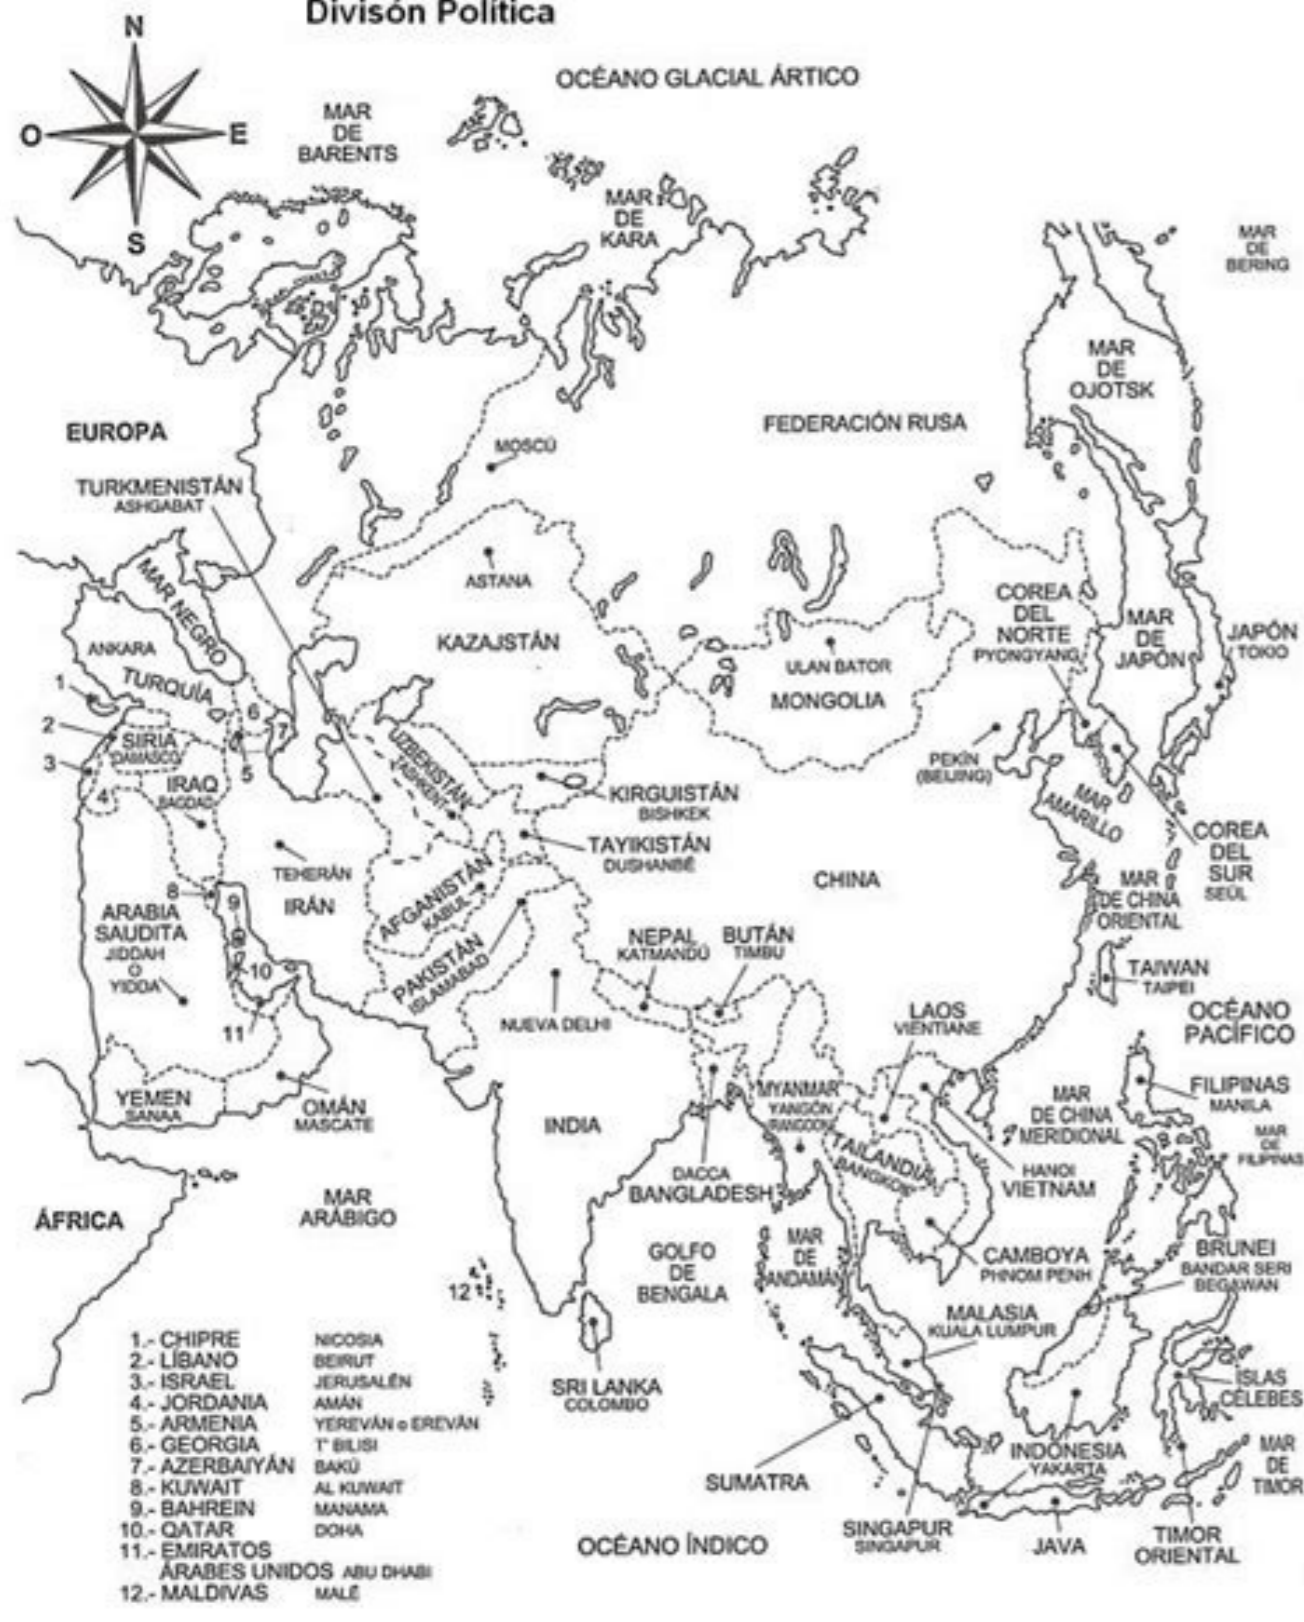 Divisón Política
N
O
E
S
OCÉANO GLACIAL ÁRTICO
MAR
DE
BARENTS
MAR
DE
KARA
MAR
DE
BERING
MAR
DE
OJOTSK
EUROPA
FEDERACIÓN RUSA
MOSCÚ
TURKMENISTÁN
ASHGABAT
MAR NEGRO
ASTANA
KAZAJSTÁN
ANKARA
TURQUÍA
ULAN BATOR
MONGOLIA
COREA
DEL
NORTE
PYONGYANG
MAR
DE
JAPÓN
JAPÓN
TOKIO
1
2
3
4
5
6
7
SIRIA
DAMASCO
IRAQ
BAGDAD
UZBEKISTÁN
TASHKENT
PEKÍN
(BEIJING)
KIRGUISTÁN
BISHKEK
MAR
AMARILLO
TAYIKISTÁN
DUSHANBÉ
COREA
DEL
SUR
SEÚL
TEHERÁN
IRÁN
AFGANISTÁN
KABUL
CHINA
MAR
DE CHINA
ORIENTAL
8
9
ARABIA
SAUDITA
JIDDAH
O
YIDDA
10
11
PAKISTÁN
ISLAMABAD
NEPAL
KATMANDÚ
BUTÁN
TIMBU
TAIWAN
TAIPEI
NUEVA DELHI
LAOS
VIENTIANE
OCÉANO
PACÍFICO
YEMEN
SANAA
OMÁN
MASCATE
INDIA
MYANMAR
YANGÓN
RANGOON
MAR
DE CHINA
MERIDIONAL
FILIPINAS
MANILA
MAR
DE
FILIPINAS
TAILANDIA
BANGKOK
HANOI
VIETNAM
DACCA
BANGLADESH
ÁFRICA
MAR
ARÁBIGO
GOLFO
DE
BENGALA
MAR
DE
ANDAMÁN
CAMBOYA
PHNOM PENH
BRUNEI
BANDAR SERI
BEGAWAN
12
MALASIA
KUALA LUMPUR
SRI LANKA
COLOMBO
ISLAS
CÉLEBES
SUMATRA
INDONESIA
YAKARTA
MAR
DE
TIMOR
SINGAPUR
SINGAPUR
JAVA
TIMOR
ORIENTAL
OCÉANO ÍNDICO
1.- CHIPRE NICOSIA
2.- LÍBANO BEIRUT
3.- ISRAEL JERUSALÉN
4.- JORDANIA AMÁN
5.- ARMENIA YEREVÁN o EREVÁN
6.- GEORGIA T' BILISI
7.- AZERBAIYÁN BAKÚ
8.- KUWAIT AL KUWAIT
9.- BAHREIN MANAMA
10.- QATAR DOHA
11.- EMIRATOS
ÁRABES UNIDOS ABU DHABI
12.- MALDIVAS MALÉ